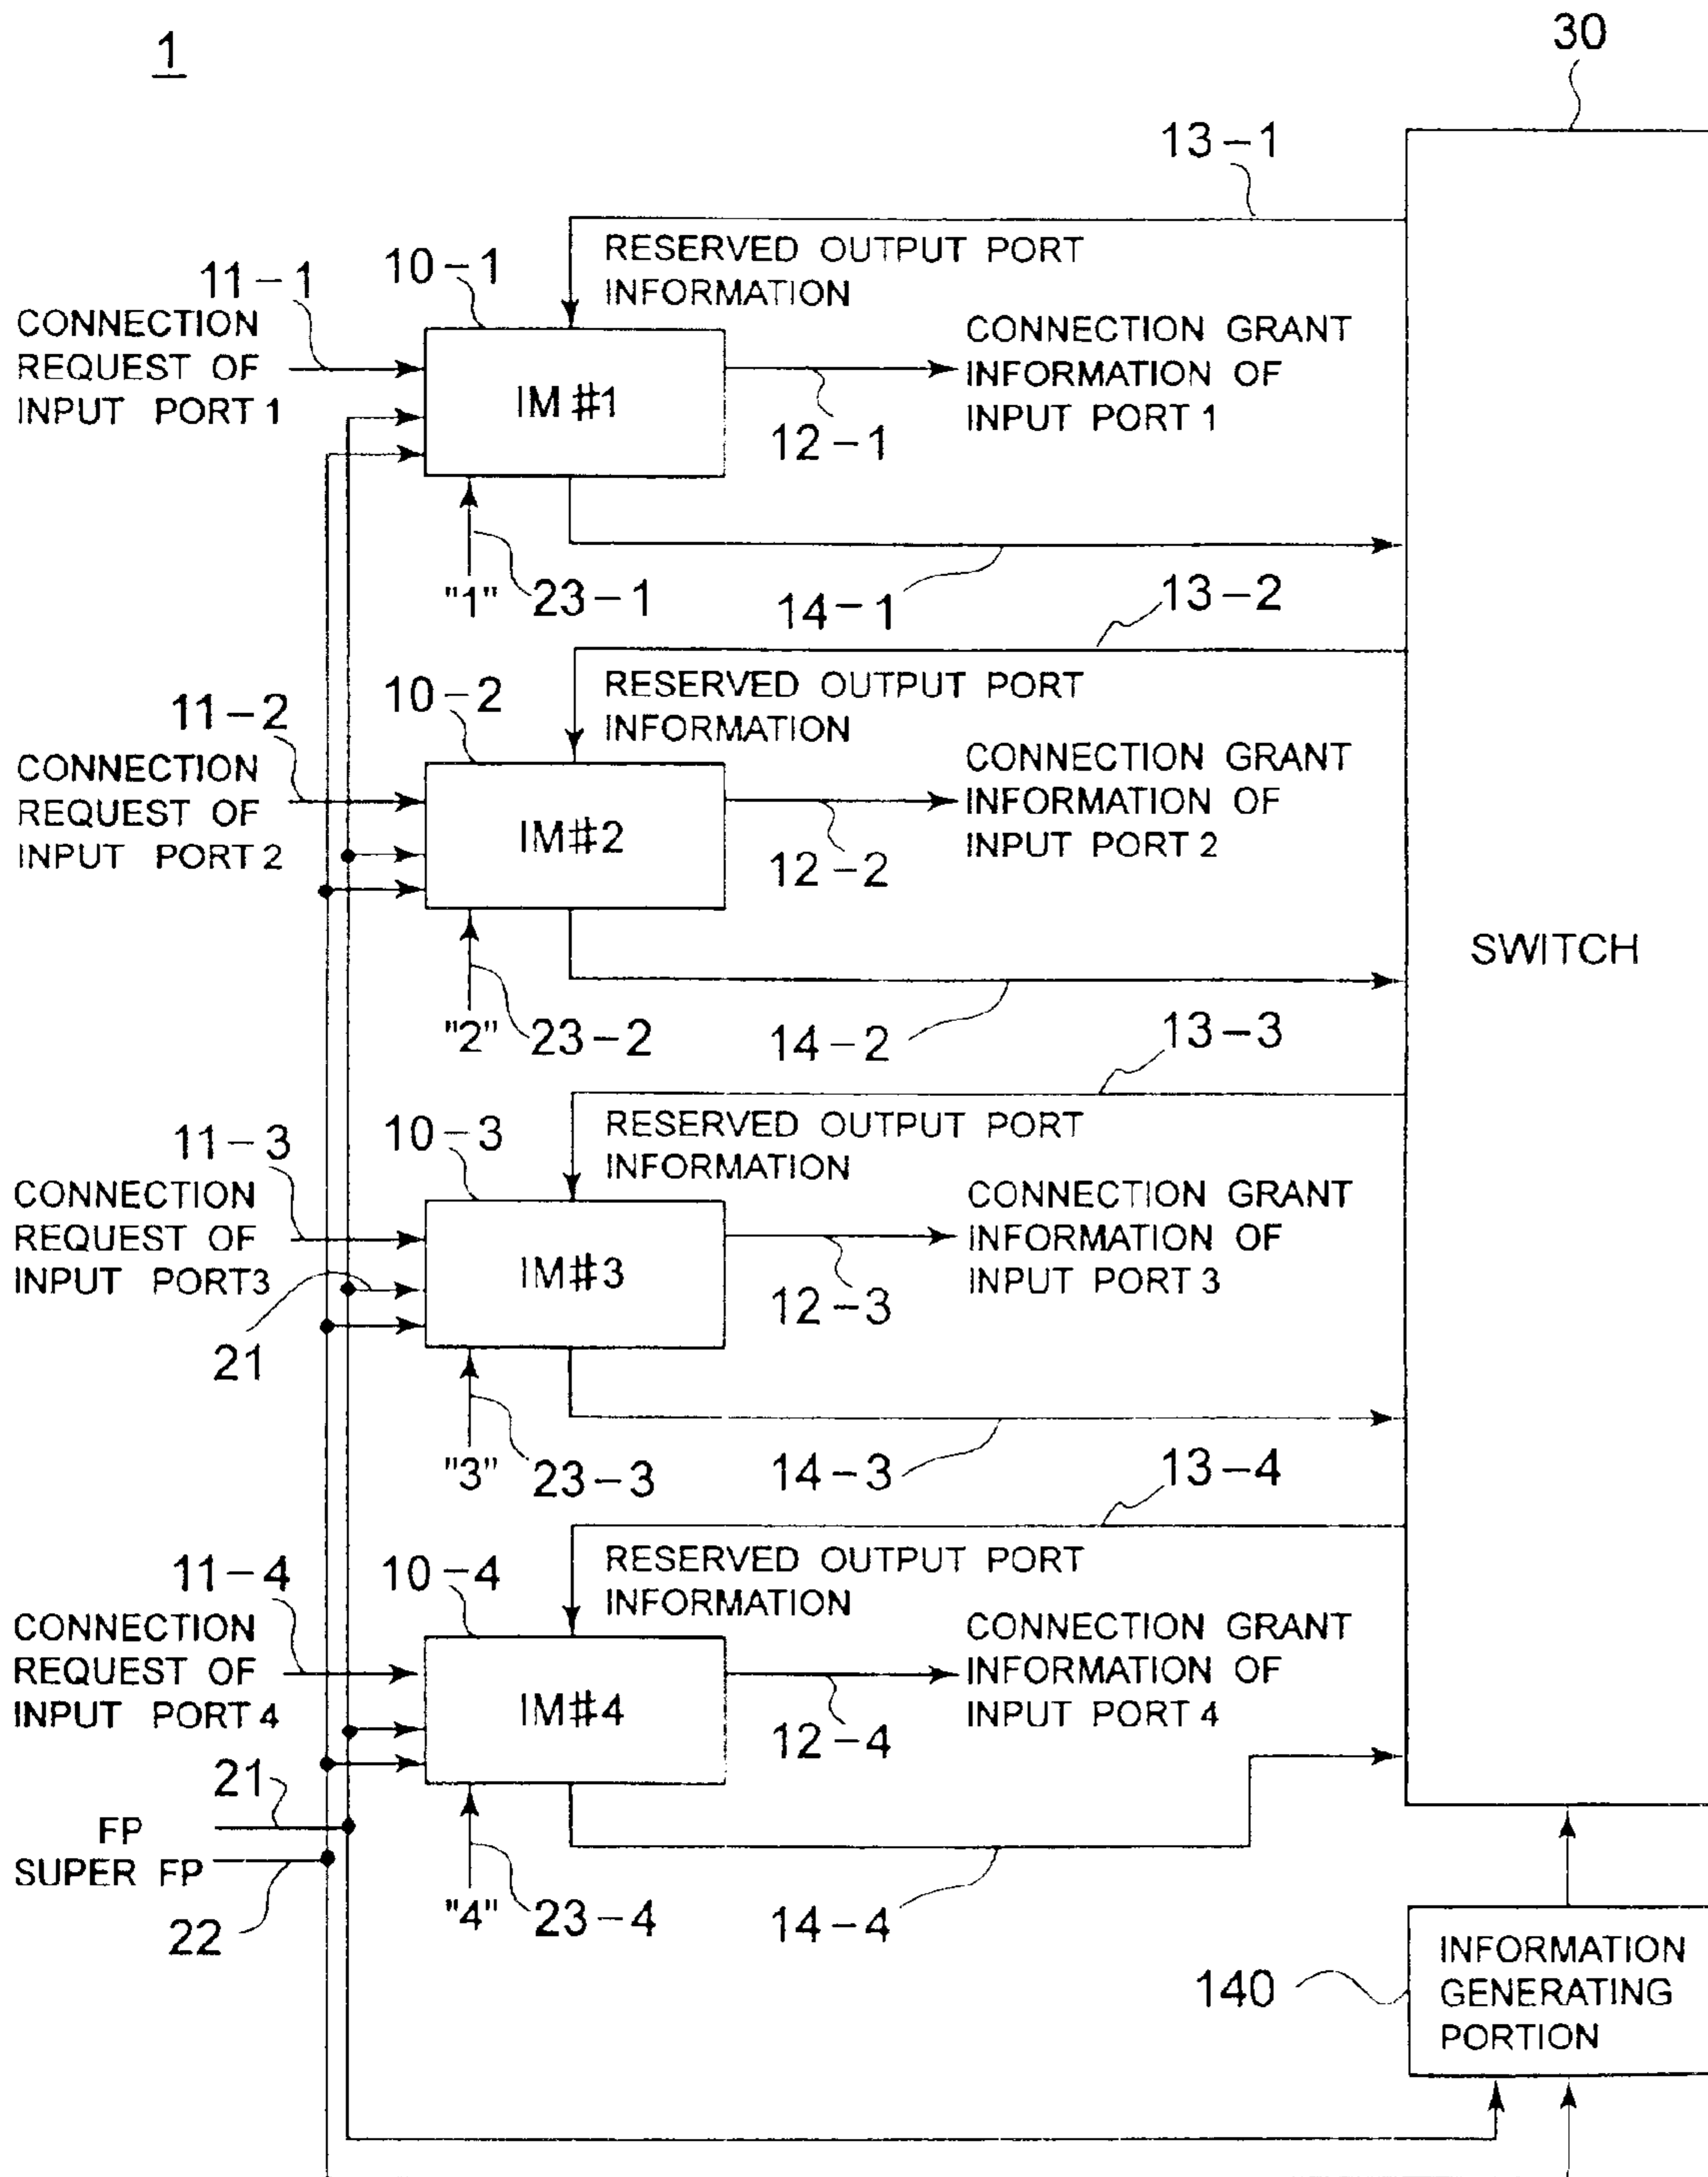 1
30
13-1
RESERVED OUTPUT PORT
INFORMATION
10-1
11-1
CONNECTION
REQUEST OF
INPUT PORT 1
IM #1
CONNECTION GRANT
INFORMATION OF
INPUT PORT 1
12-1
"1"
23-1
14-1
13-2
RESERVED OUTPUT PORT
INFORMATION
10-2
11-2
CONNECTION
REQUEST OF
INPUT PORT 2
IM#2
CONNECTION GRANT
INFORMATION OF
INPUT PORT 2
12-2
SWITCH
"2"
23-2
14-2
13-3
RESERVED OUTPUT PORT
INFORMATION
10-3
11-3
CONNECTION
REQUEST OF
INPUT PORT3
IM#3
CONNECTION GRANT
INFORMATION OF
INPUT PORT 3
12-3
21
"3"
23-3
14-3
13-4
RESERVED OUTPUT PORT
INFORMATION
10-4
11-4
CONNECTION
REQUEST OF
INPUT PORT 4
IM#4
CONNECTION GRANT
INFORMATION OF
INPUT PORT 4
12-4
21
FP
SUPER FP
22
"4"
23-4
14-4
140
INFORMATION
GENERATING
PORTION